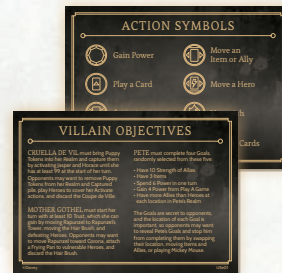 ACTION SYMBOLS
Gain Power
Move an
Item or Ally
Play a Card
Move a Hero
Cards
VILLAIN OBJECTIVES
CRUELLA DE VIL must bring Puppy
Tokens into her Realm and capture them
by activating Jasper and Horace until she
has at least 99 at the start of her turn.
Opponents may want to remove Puppy
Tokens from her Realm and Captured
pile, play Heroes to cover her Activate
actions, and discard the Coupe de Ville.
MOTHER GOTHEL must start her
turn with at least 10 Trust, which she can
gain by moving Rapunzel to Rapunzel's
Tower, moving the Hair Brush, and
defeating Heroes. Opponents may want
to move Rapunzel toward Corona, attach
a Frying Pan to vulnerable Heroes, and
discard the Hair Brush.
PETE must complete four Goals
randomly selected from these five:
• Have 10 Strength of Allies
• Have 3 Items
• Spend 6 Power in one turn
• Gain 4 Power from Play A Game
• Have more Allies than Heroes at
each location in Pete's Realm
The Goals are secret to opponents,
and the location of each Goal is
important, so opponents may want
to reveal Pete's Goals and stop him
from completing them by swapping
their location, moving Items and
Allies, or playing Mickey Mouse.
©Disney